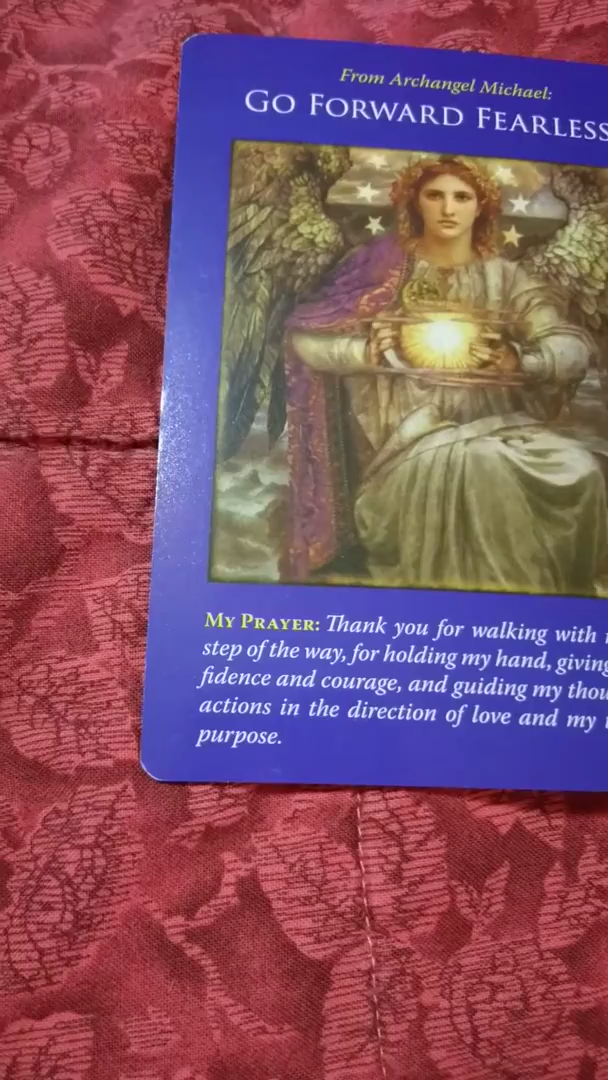 From Archangel Michael:
GO FORWARD FEARLESS
MY PRAYER: Thank you for walking with
step of the way, for holding my hand, giving
fidence and courage, and guiding my thou
actions in the direction of love and my
purpose.